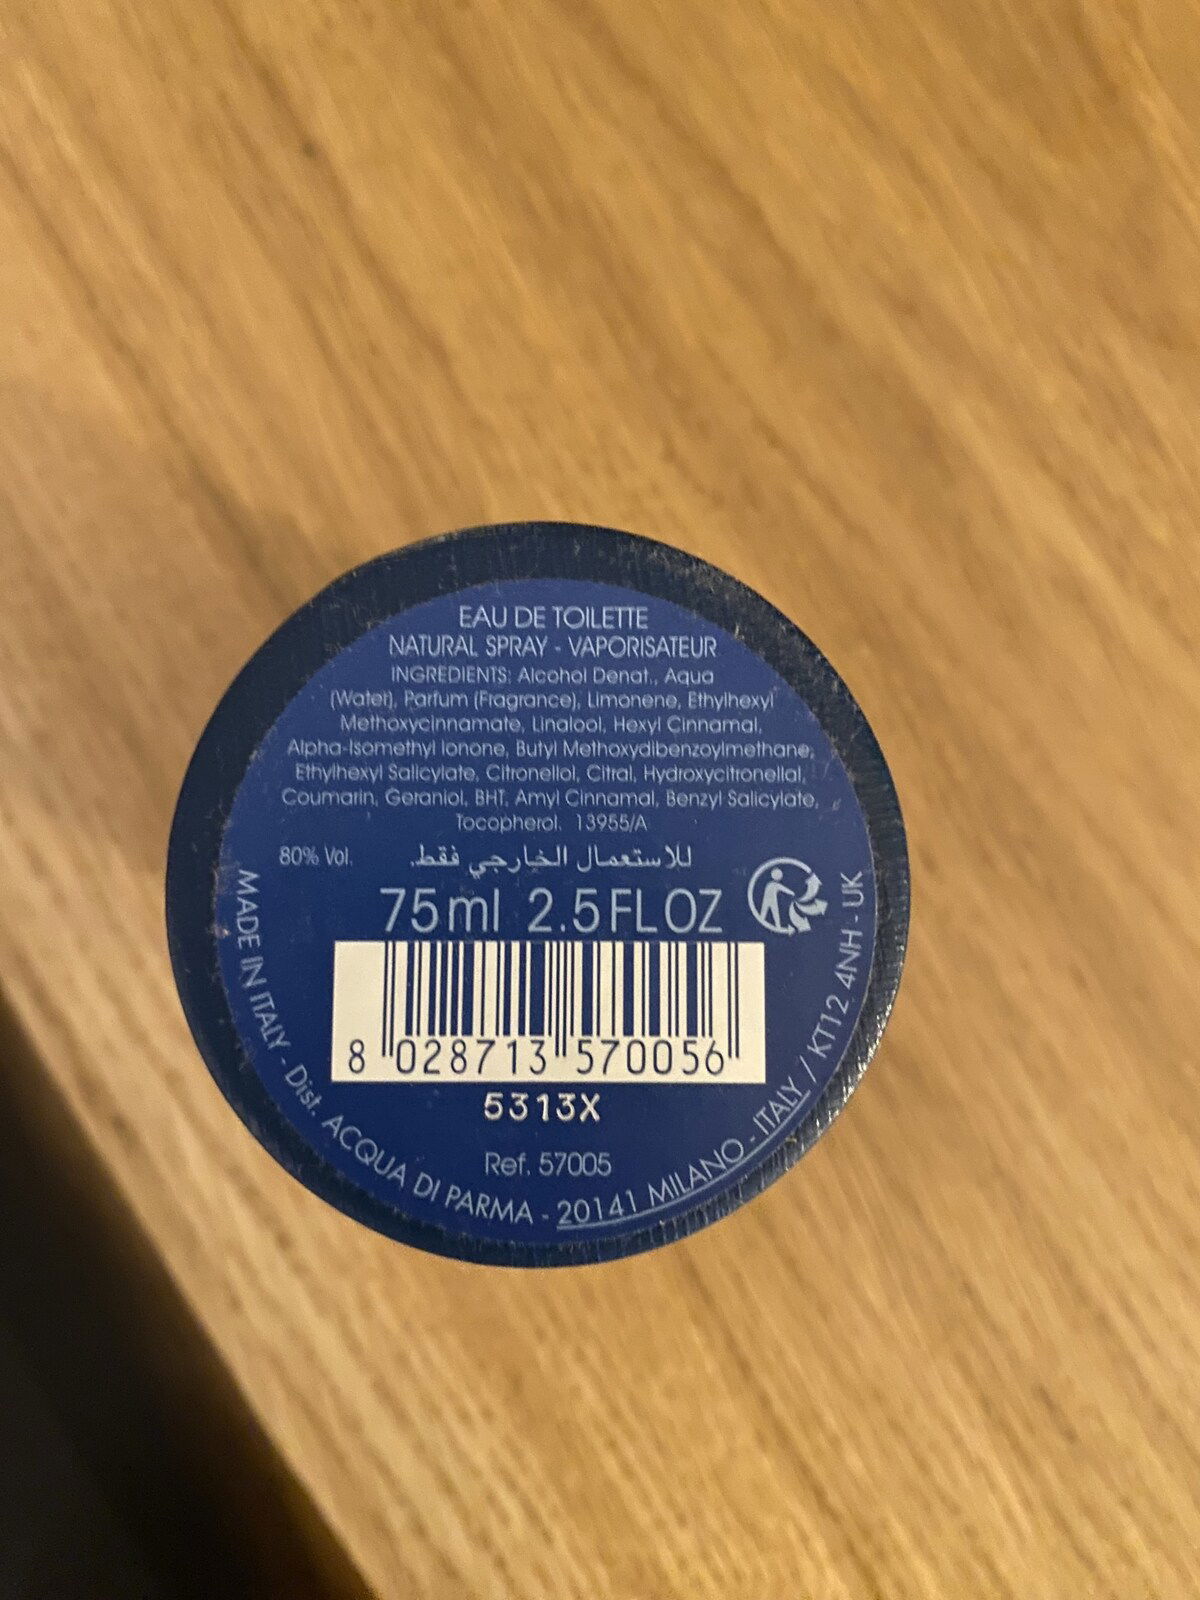 EAU DE TOILETTE
NATURAL SPRAY - VAPORISATEUR
INGREDIENTS: Alcohol Denat., Aqua
(Water), Parfum (Fragrance), Limonene, Ethylhexyl
Methoxycinnamate, Linalool, Hexyl Cinnamal,
Alpha-Isomethyl Ionone, Butyl Methoxydibenzoylmethane,
Ethylhexyl Salicylate, Citronellol, Citral, Hydroxycitronellal,
Coumarin, Geraniol, BHT, Amyl Cinnamal, Benzyl Salicylate,
Tocopherol. 13955/A
80% Vol. للاستعمال الخارجي فقط.
75ml 2.5FLOZ
8 028713 570056
5313X
Ref. 57005
MADE IN ITALY - Dist. ACQUA DI PARMA - 20141 MILANO - ITALY / KT12 4NH - UK